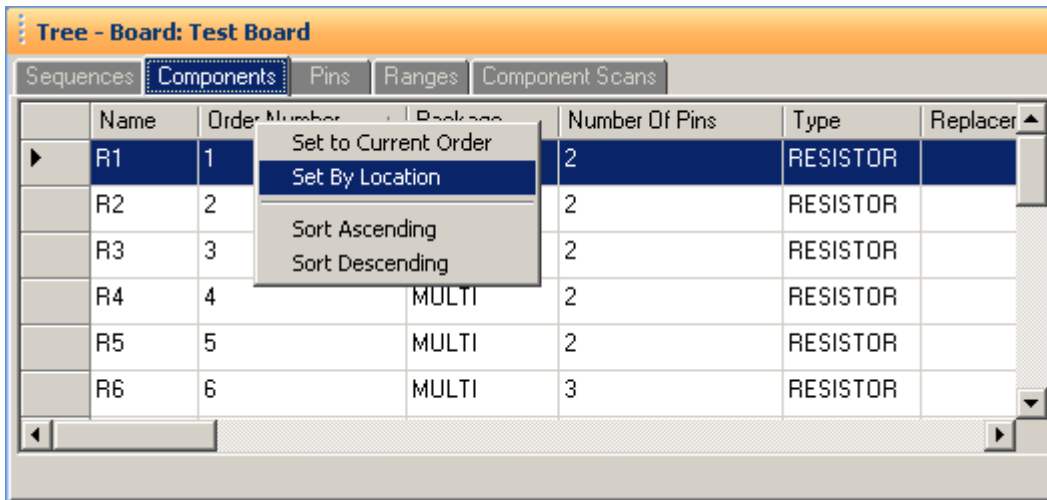 Tree - Board: Test Board
Sequences Components Pins Ranges Component Scans
Name Order Number Package Number Of Pins Type Replacer
Set to Current Order
R1 1 2 RESISTOR
Set By Location
R2 2 2 RESISTOR
Sort Ascending
R3 3 2 RESISTOR
Sort Descending
R4 4 MULTI 2 RESISTOR
R5 5 MULTI 2 RESISTOR
R6 6 MULTI 3 RESISTOR